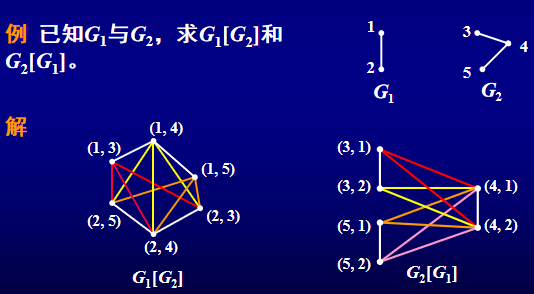 例 已知G₁与G₂，求G₁[G₂]和
G₂[G₁]。
1
2
G₁
3
4
5
G₂
解
(1, 4)
(1, 3)
(1, 5)
(2, 5)
(2, 3)
(2, 4)
G₁[G₂]
(3, 1)
(3, 2)
(4, 1)
(5, 1)
(4, 2)
(5, 2)
G₂[G₁]